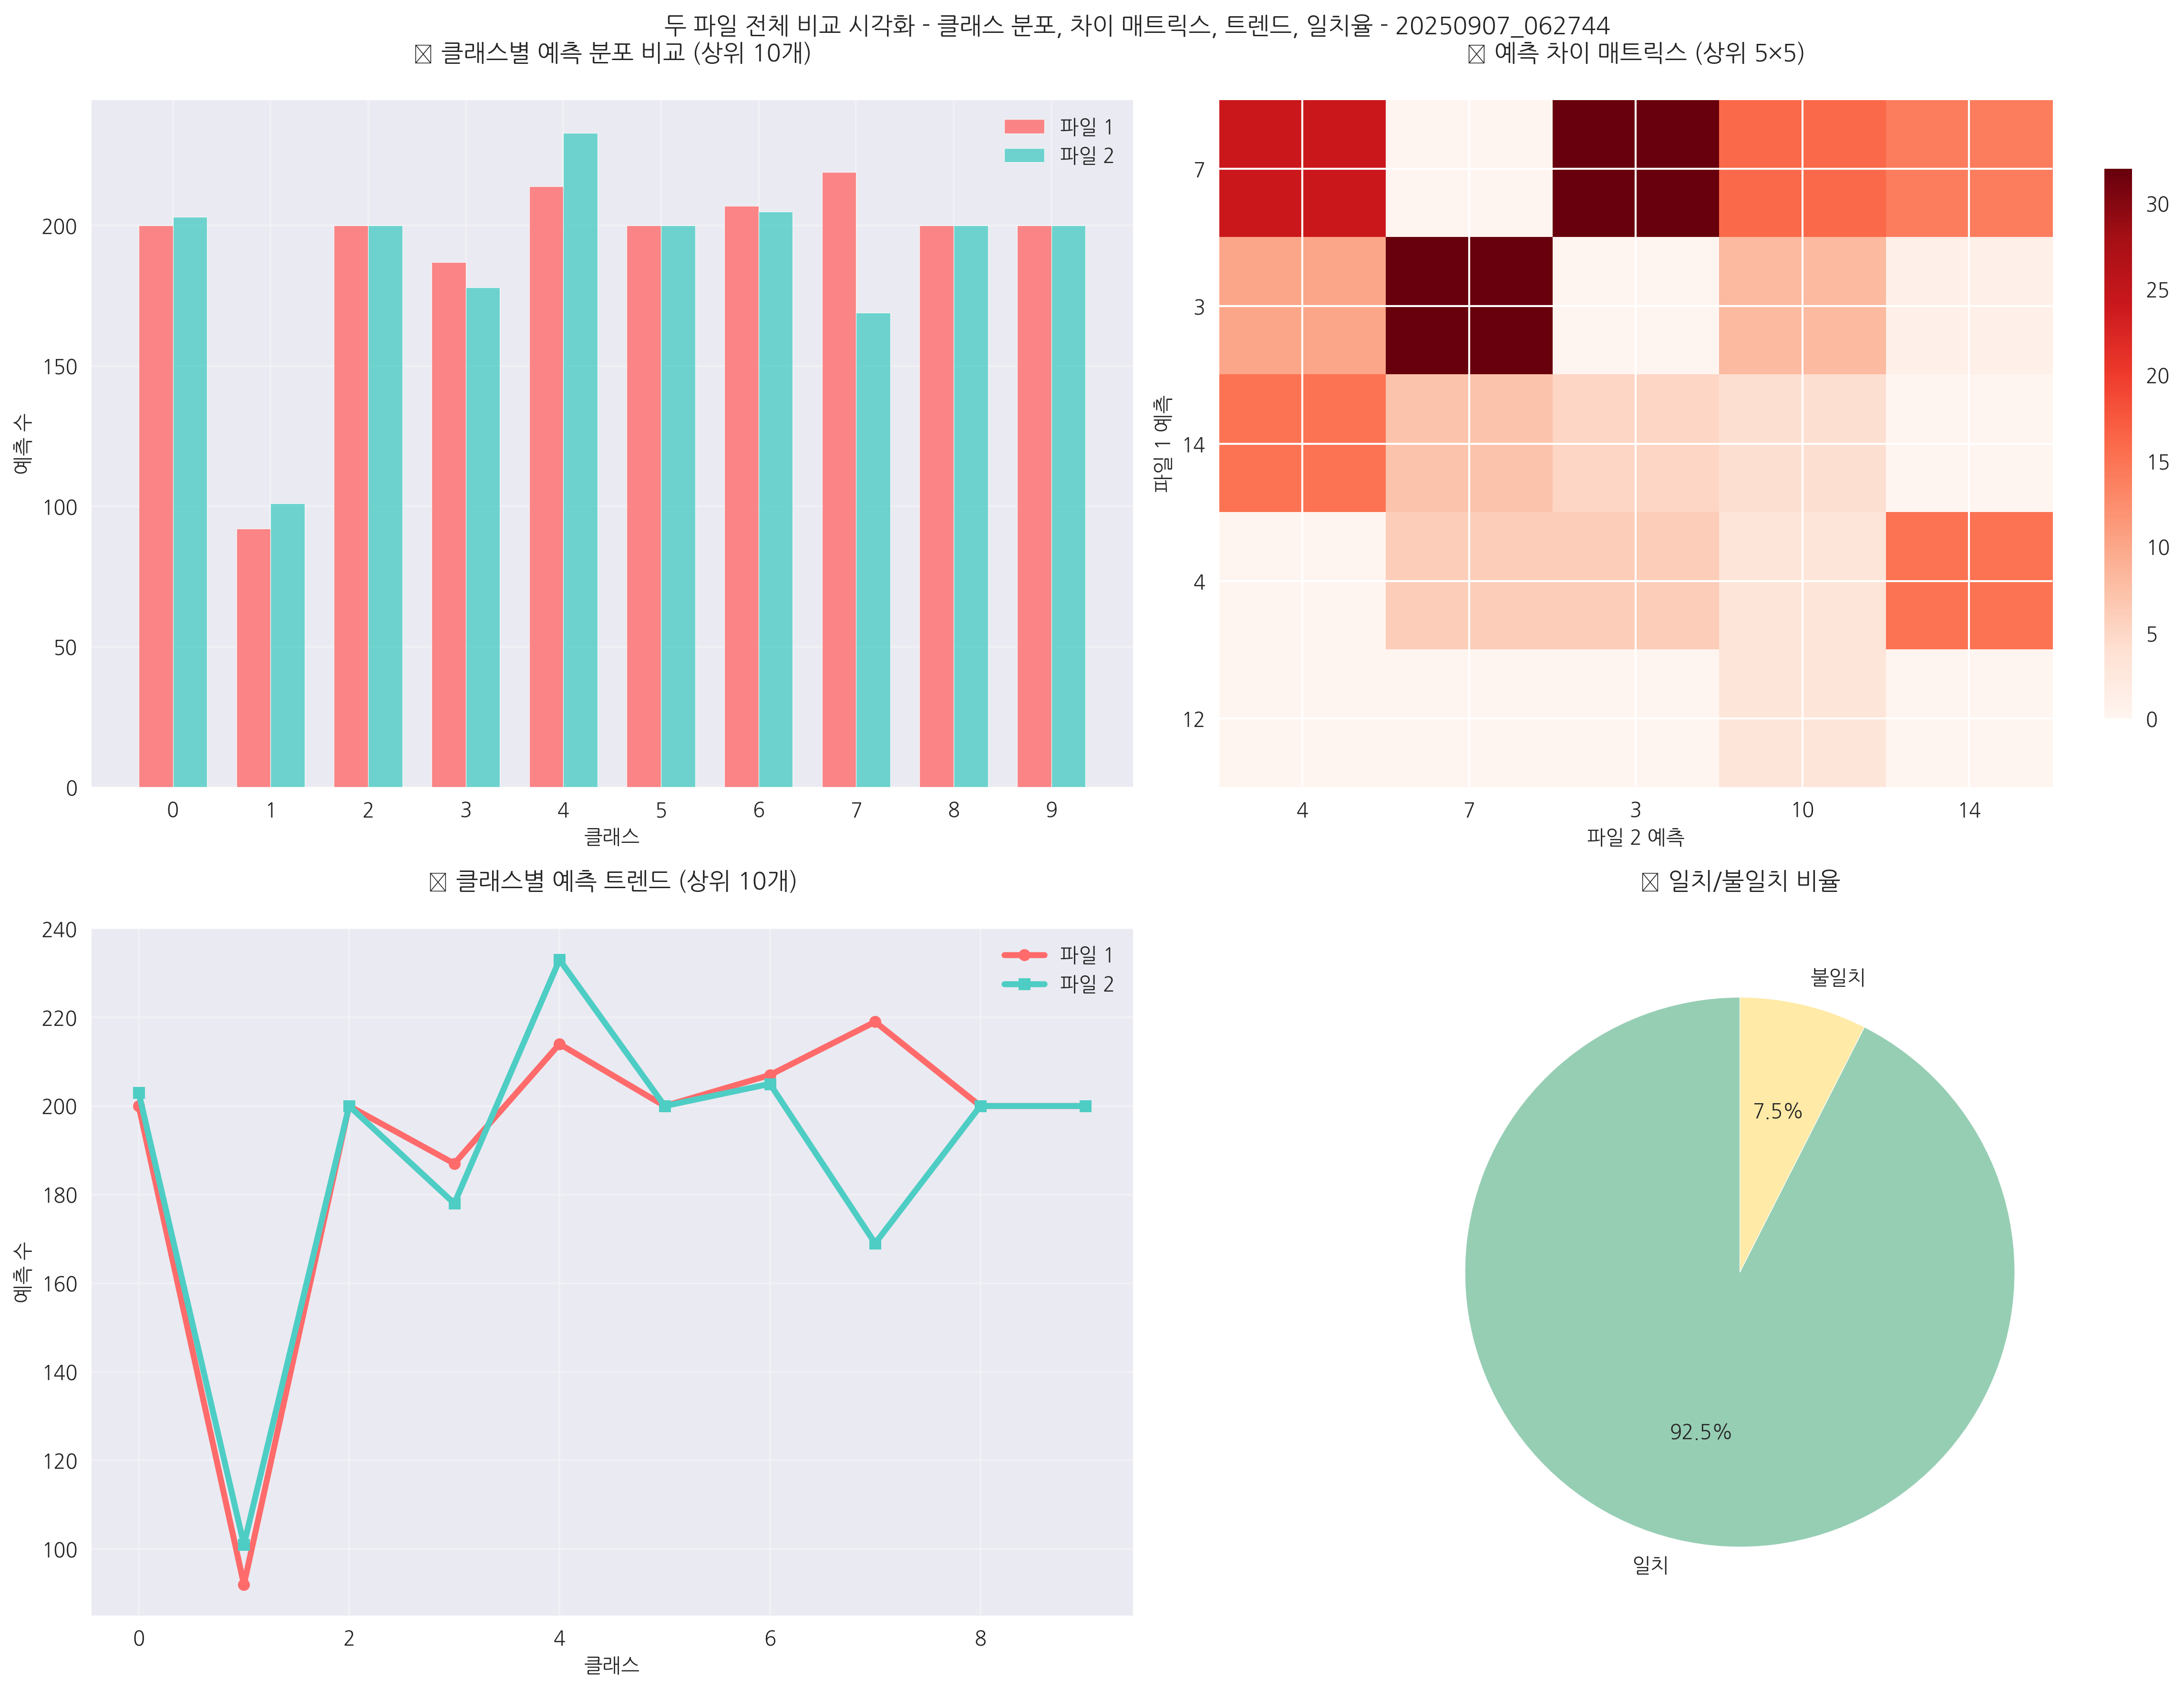 두 파일 전체 비교 시각화 - 클래스 분포, 차이 매트릭스, 트렌드, 일치율 - 20250907_062744
클래스별 예측 분포 비교 (상위 10개)
예측 수
200
150
100
50
0
0 1 2 3 4 5 6 7 8 9
클래스
파일 1
파일 2
예측 차이 매트릭스 (상위 5×5)
파일 1 예측
7
3
14
4
12
4 7 3 10 14
파일 2 예측
30
25
20
15
10
5
0
클래스별 예측 트렌드 (상위 10개)
예측 수
240
220
200
180
160
140
120
100
0 2 4 6 8
클래스
파일 1
파일 2
일치/불일치 비율
불일치
7.5%
92.5%
일치